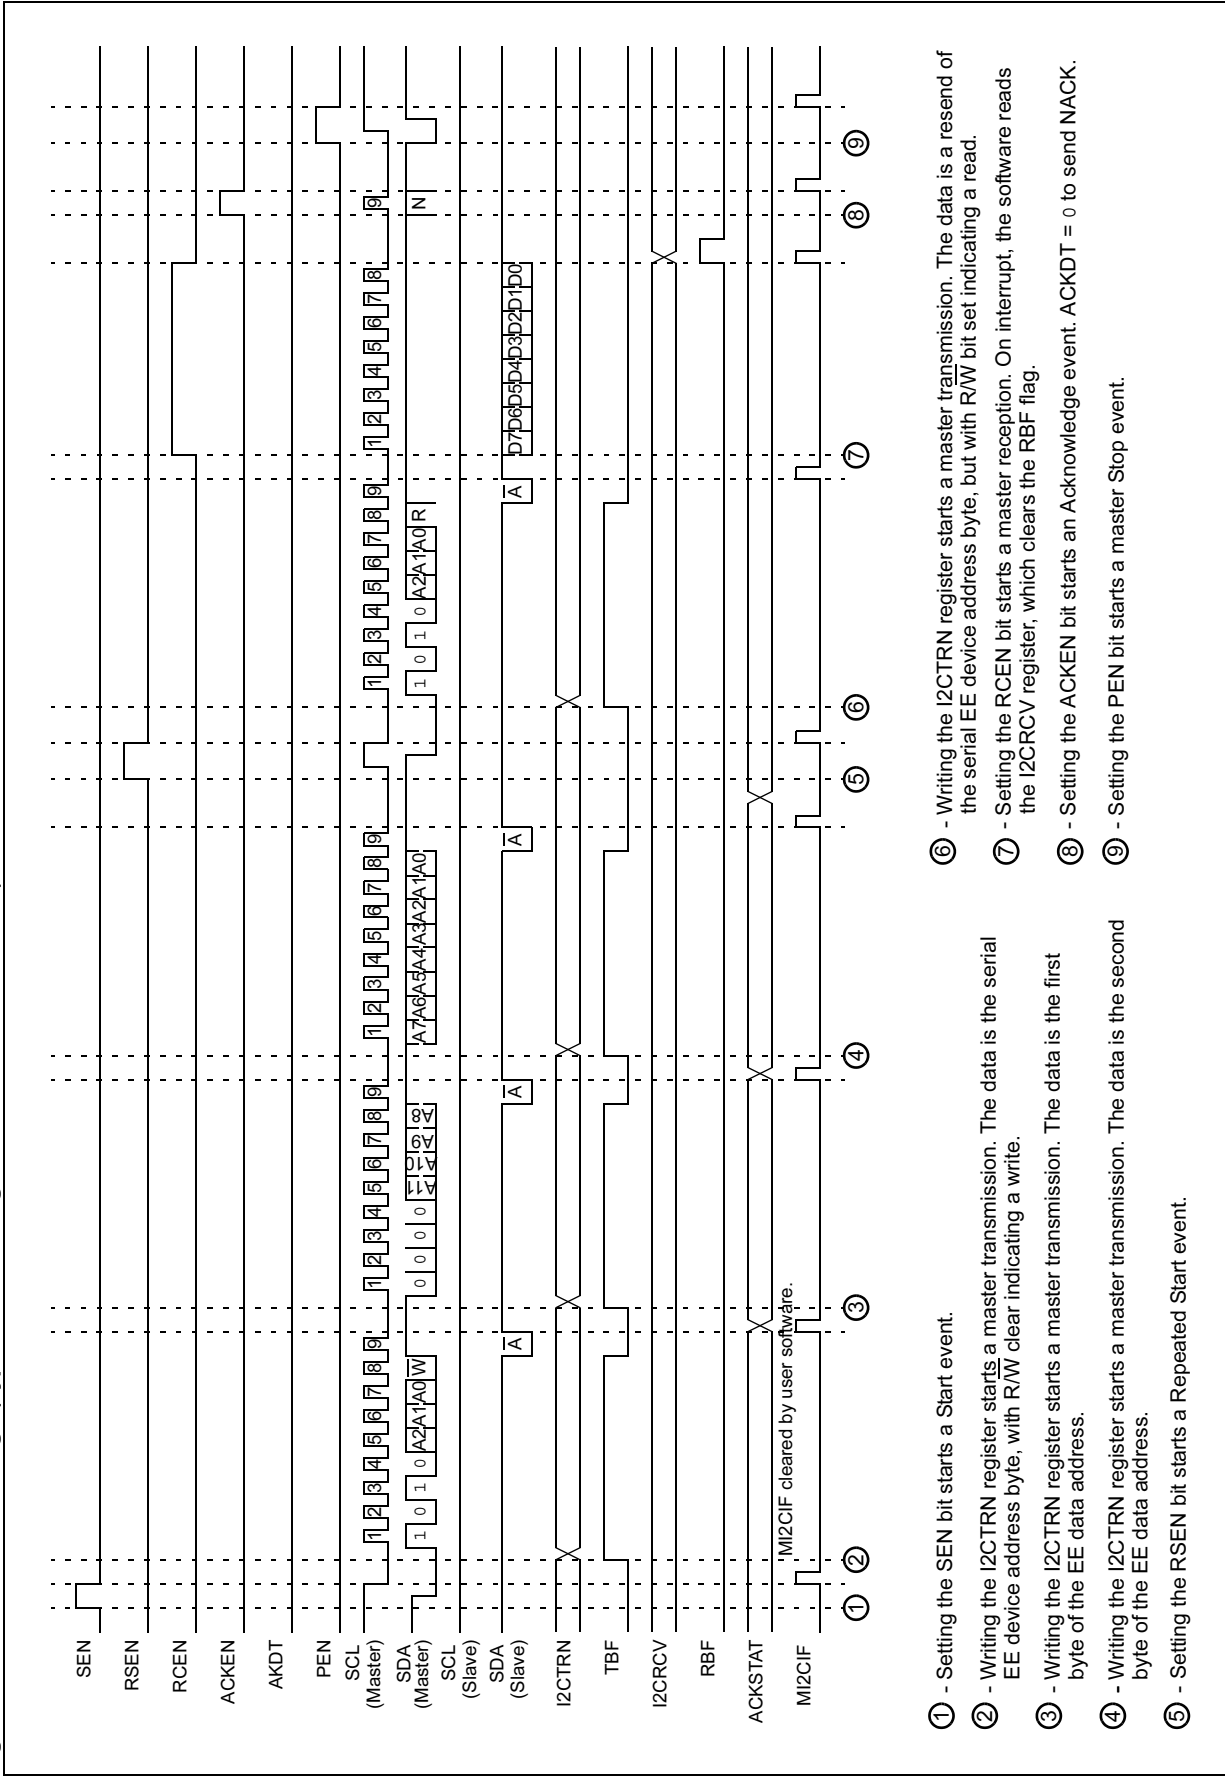 SEN
RSEN
RCEN
ACKEN
AKDT
PEN
SCL
(Master)
1 2 3 4 5 6 7 8 9 1 2 3 4 5 6 7 8 9 1 2 3 4 5 6 7 8 9 1 2 3 4 5 6 7 8 9 1 2 3 4 5 6 7 8 9
SDA
(Master)
1 0 1 0 A2 A1 A0 W 0 0 0 0 A11 A10 A9 A8 A7 A6 A5 A4 A3 A2 A1 A0 1 0 1 0 A2 A1 A0 R N
SCL
(Slave)
SDA
(Slave)
A A A A D7 D6 D5 D4 D3 D2 D1 D0
I2CTRN
TBF
I2CRCV
RBF
ACKSTAT
MI2CIF cleared by user software.
MI2CIF
1 2 3 4 5 6 7 8 9
1 - Setting the SEN bit starts a Start event.
2 - Writing the I2CTRN register starts a master transmission. The data is the serial
EE device address byte, with R/W clear indicating a write.
3 - Writing the I2CTRN register starts a master transmission. The data is the first
byte of the EE data address.
4 - Writing the I2CTRN register starts a master transmission. The data is the second
byte of the EE data address.
5 - Setting the RSEN bit starts a Repeated Start event.
6 - Writing the I2CTRN register starts a master transmission. The data is a resend of
the serial EE device address byte, but with R/W bit set indicating a read.
7 - Setting the RCEN bit starts a master reception. On interrupt, the software reads
the I2CRCV register, which clears the RBF flag.
8 - Setting the ACKEN bit starts an Acknowledge event. ACKDT = 0 to send NACK.
9 - Setting the PEN bit starts a master Stop event.